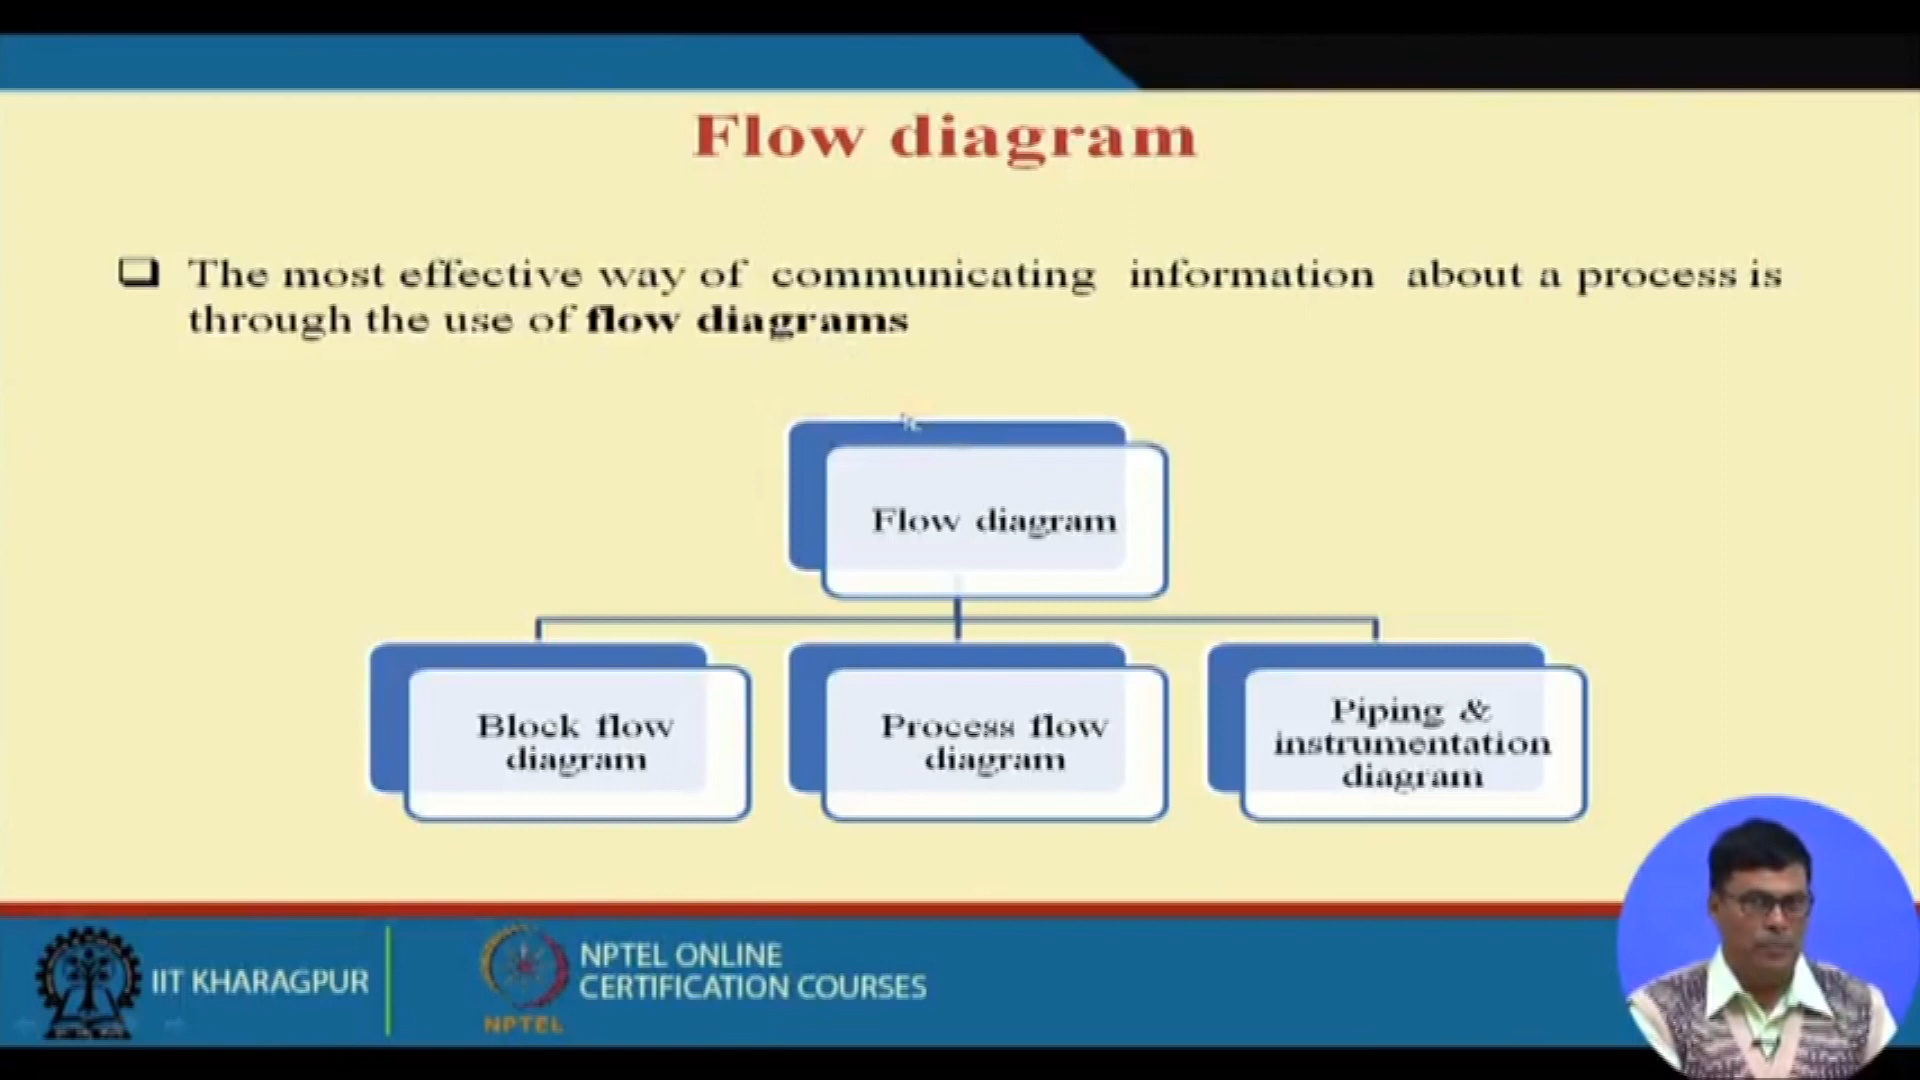 Flow diagram
❑ The most effective way of communicating information about a process is
through the use of flow diagrams
Flow diagram
Block flow
diagram
Process flow
diagram
Piping &
instrumentation
diagram
IIT KHARAGPUR
NPTEL
NPTEL ONLINE
CERTIFICATION COURSES